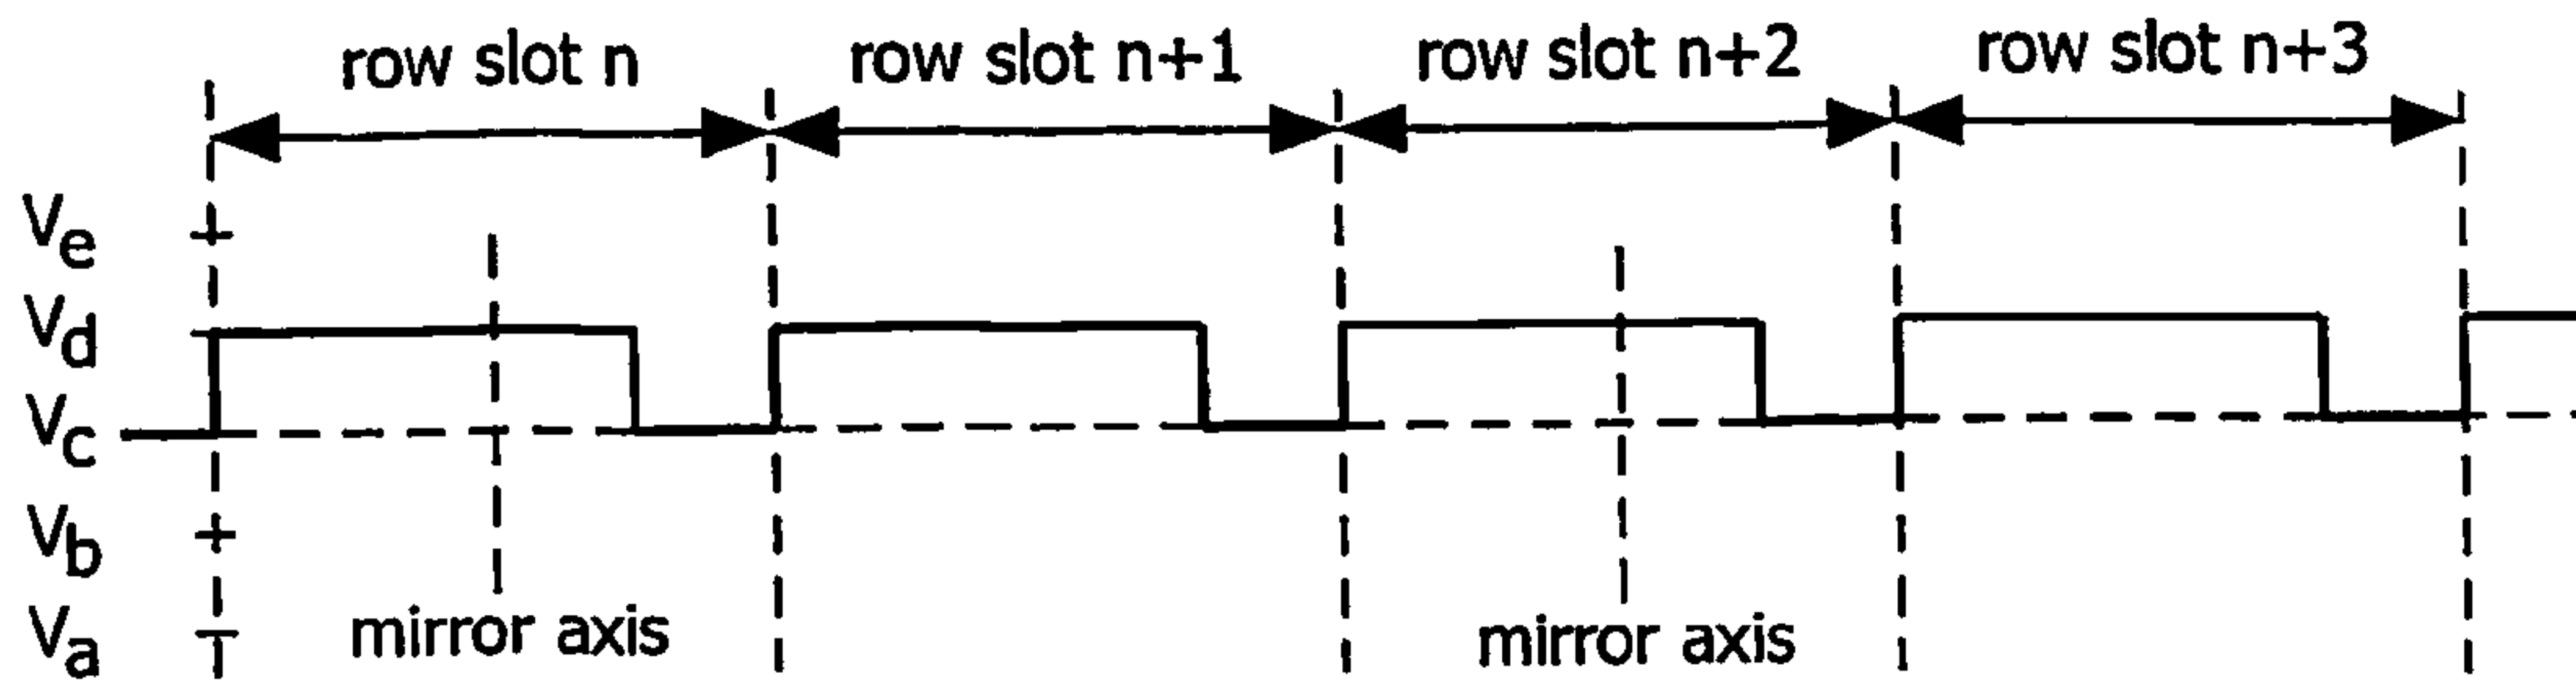 row slot n
row slot n+1
row slot n+2
row slot n+3
Ve
Vd
Vc
Vb
Va
mirror axis
mirror axis